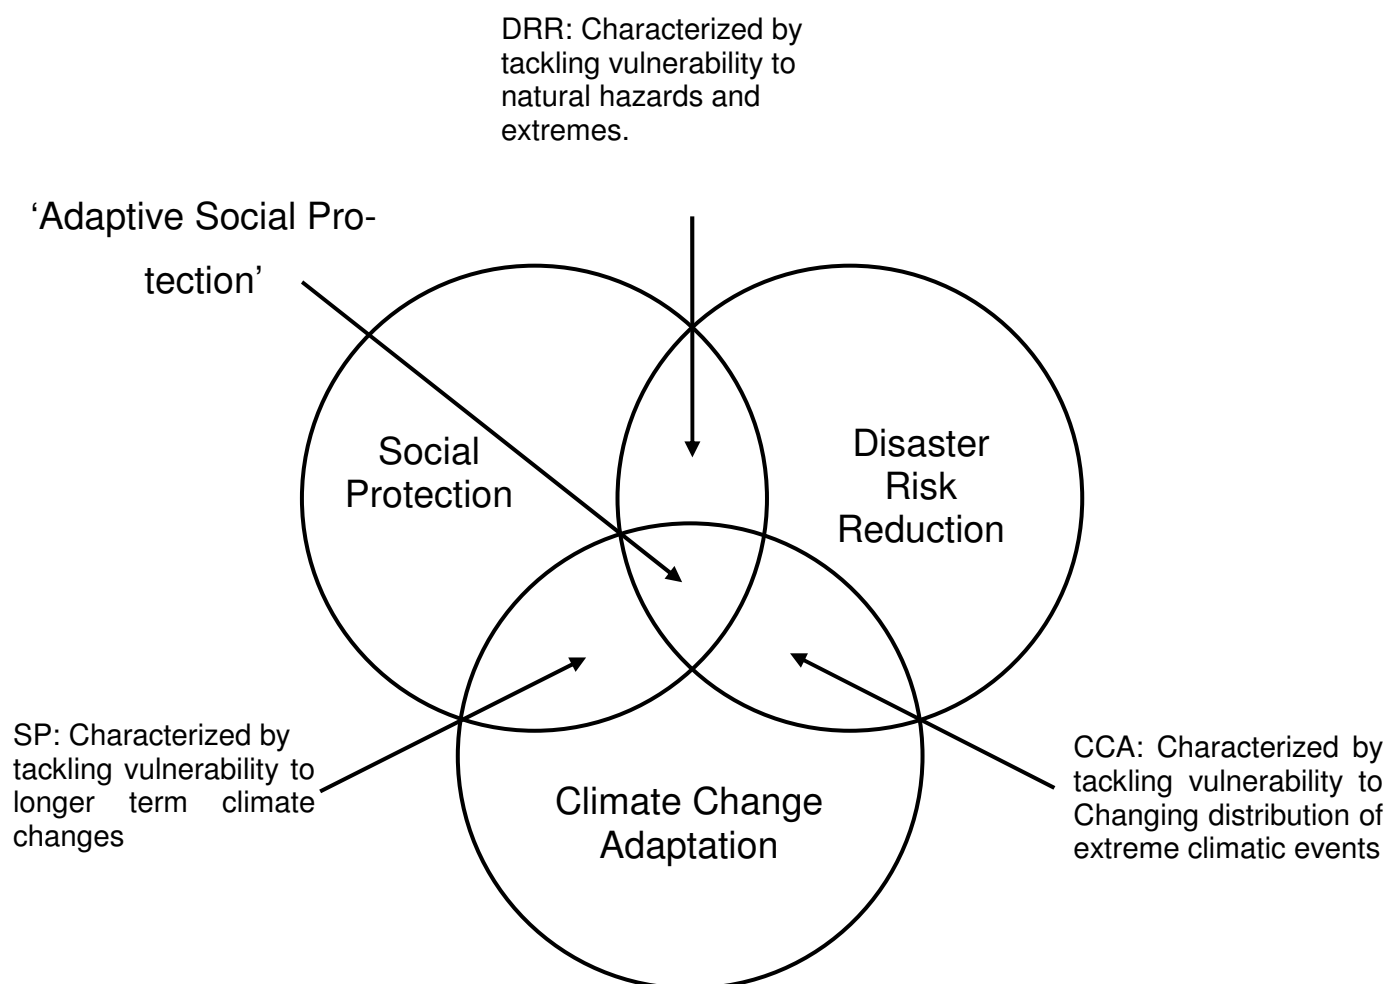 DRR: Characterized by
tackling vulnerability to
natural hazards and
extremes.
‘Adaptive Social Pro-
tection’
Social
Protection
Disaster
Risk
Reduction
SP: Characterized by
tackling vulnerability to
longer term climate
changes
CCA: Characterized by
tackling vulnerability to
Changing distribution of
extreme climatic events
Climate Change
Adaptation